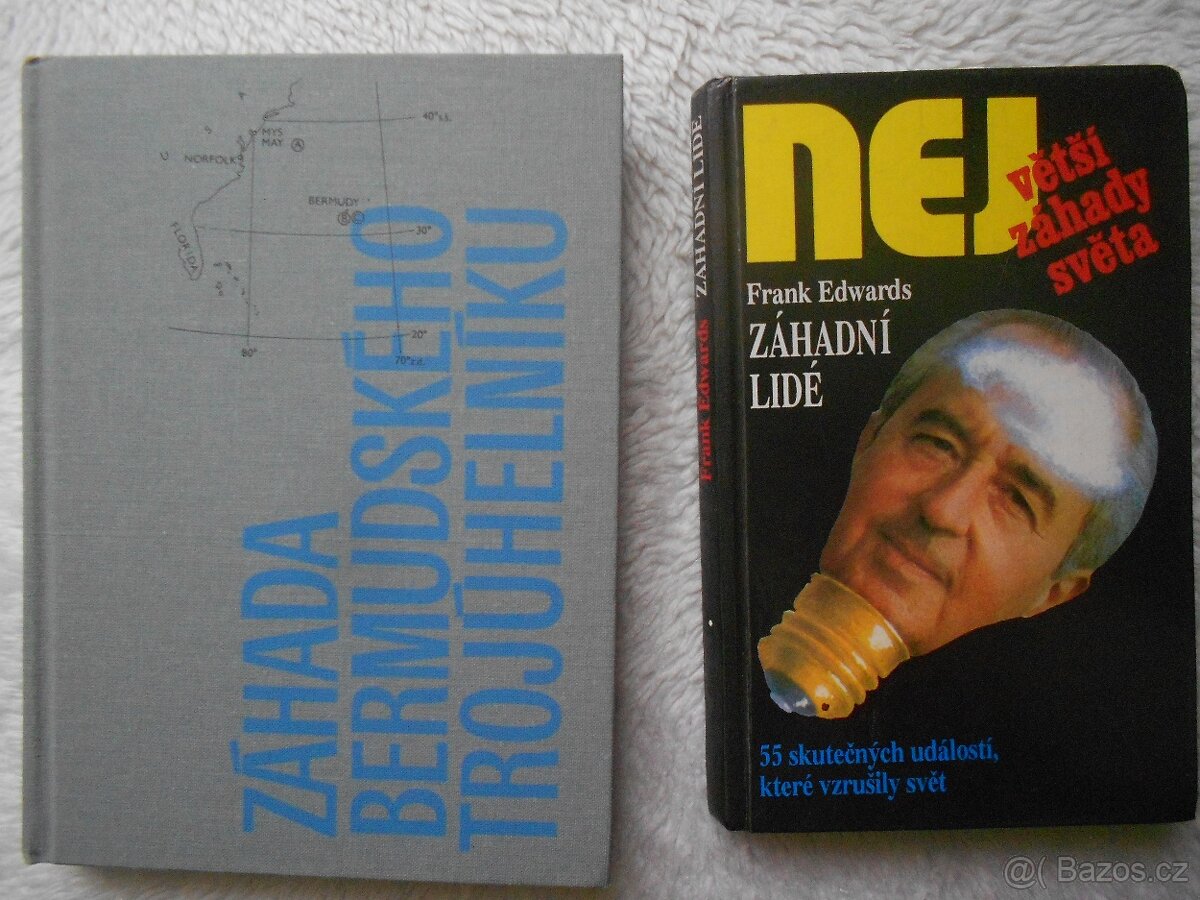 40° s.š.
MYS
MAY
A
NORFOLK
BERMUDY
B C
FLORIDA
30°
20°
80°
70° z.d.
ZÁHADA
BERMUDSKÉHO
TROJÚHELNÍKU
Frank Edwards ZÁHADNÍ LIDÉ
NEJ
větší
záhady
světa
Frank Edwards
ZÁHADNÍ
LIDÉ
55 skutečných událostí,
které vzrušily svět
@( Bazos.cz